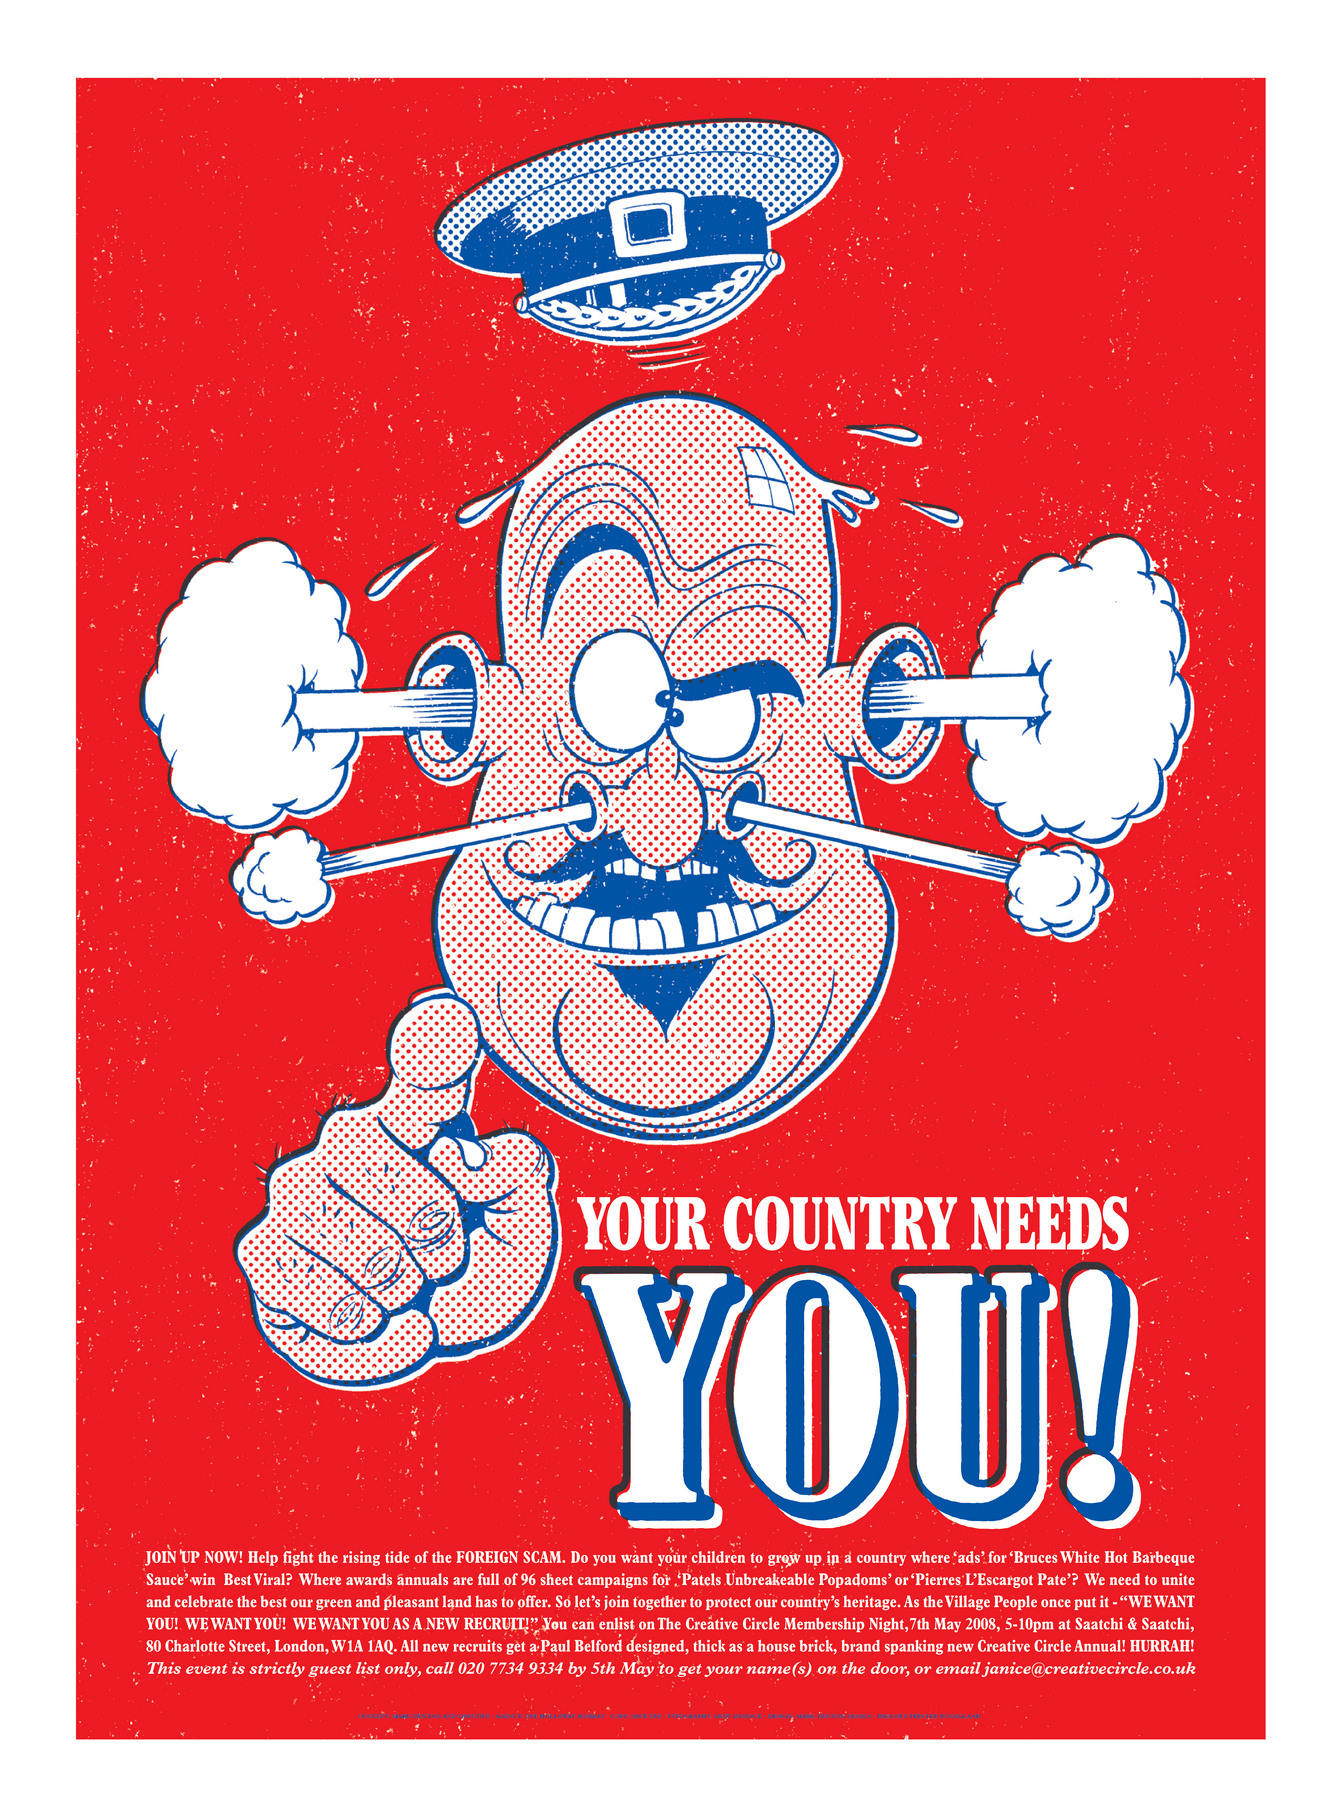 YOUR COUNTRY NEEDS
YOU!
JOIN UP NOW! Help fight the rising tide of the FOREIGN SCAM. Do you want your children to grow up in a country where ‘ads’ for ‘Bruces White Hot Barbeque
Sauce’ win Best Viral? Where awards annuals are full of 96 sheet campaigns for ‘Patels Unbreakeable Popadoms’ or ‘Pierres L’Escargot Pate’? We need to unite
and celebrate the best our green and pleasant land has to offer. So let’s join together to protect our country’s heritage. As the Village People once put it - “WE WANT
YOU! WE WANT YOU! WE WANT YOU AS A NEW RECRUIT!” You can enlist on The Creative Circle Membership Night, 7th May 2008, 5-10pm at Saatchi & Saatchi,
80 Charlotte Street, London, W1A 1AQ. All new recruits get a Paul Belford designed, thick as a house brick, brand spanking new Creative Circle Annual! HURRAH!
This event is strictly guest list only, call 020 7734 9334 by 5th May to get your name(s) on the door, or email janice@creativecircle.co.uk